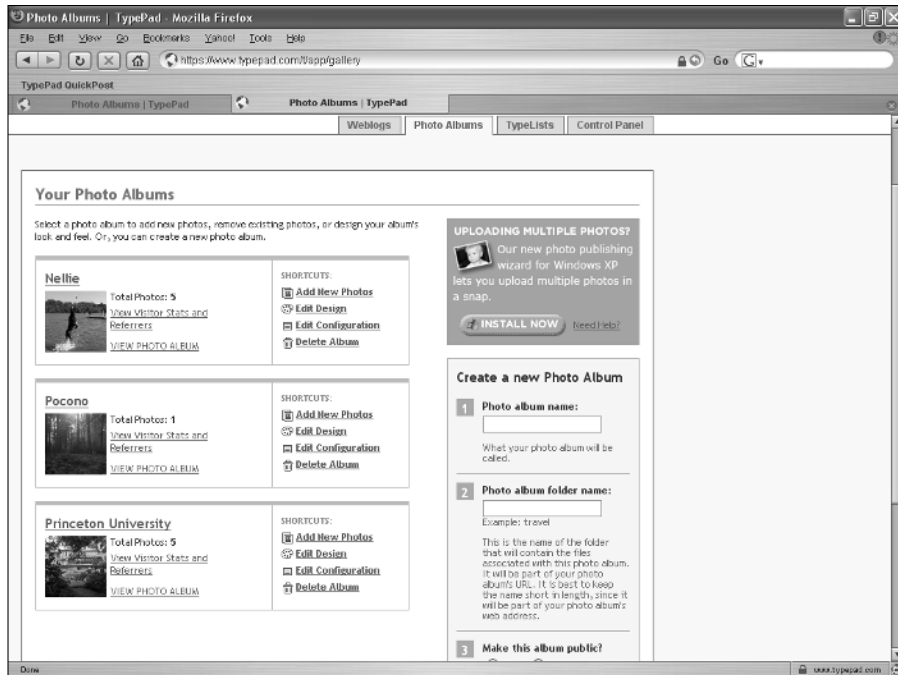 Photo Albums | TypePad - Mozilla Firefox
File Edit View Go Bookmarks Yahoo! Tools Help
https://www.typepad.com/t/app/gallery
Go
G
TypePad QuickPost
Photo Albums | TypePad
Photo Albums | TypePad
Weblogs Photo Albums TypeLists Control Panel
Your Photo Albums
Select a photo album to add new photos, remove existing photos, or design your album's
look and feel. Or, you can create a new photo album.
Nellie
Total Photos: 5
View Visitor Stats and
Referrers
VIEW PHOTO ALBUM
SHORTCUTS:
Add New Photos
Edit Design
Edit Configuration
Delete Album
Pocono
Total Photos: 1
View Visitor Stats and
Referrers
VIEW PHOTO ALBUM
SHORTCUTS:
Add New Photos
Edit Design
Edit Configuration
Delete Album
Princeton University
Total Photos: 5
View Visitor Stats and
Referrers
VIEW PHOTO ALBUM
SHORTCUTS:
Add New Photos
Edit Design
Edit Configuration
Delete Album
UPLOADING MULTIPLE PHOTOS?
Our new photo publishing
wizard for Windows XP
lets you upload multiple photos in
a snap.
INSTALL NOW Need Help?
Create a new Photo Album
1 Photo album name:
What your photo album will be
called.
2 Photo album folder name:
Example: travel
This is the name of the folder
that will contain the files
associated with this photo album.
It will be part of your photo
album's URL. It is best to keep
the name short in length, since it
will be part of your photo album's
web address.
3 Make this album public?
Done
www.typepad.com